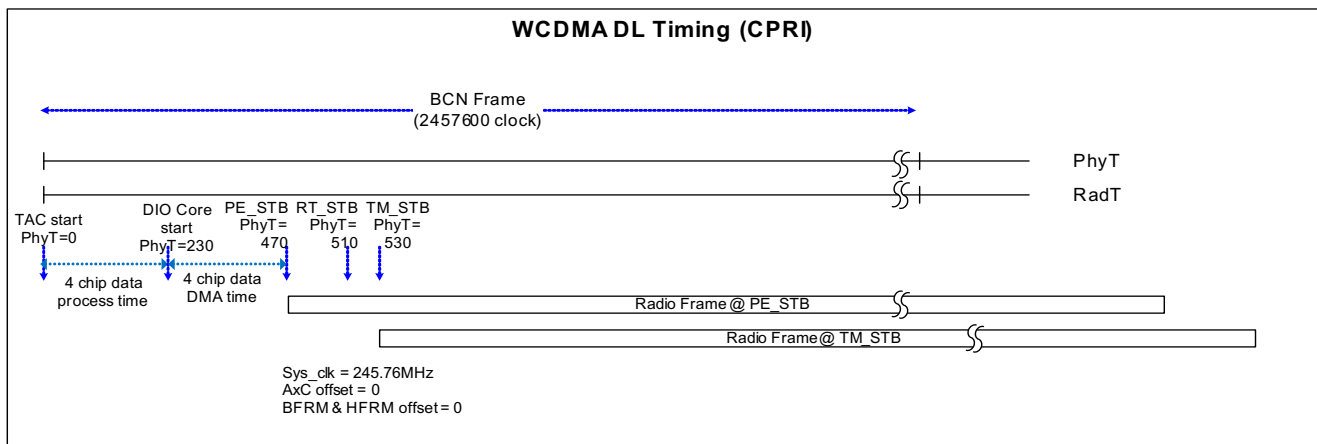 WCDMA DL Timing (CPRI)
BCN Frame
(2457600 clock)
PhyT
RadT
TAC start
PhyT=0
DIO Core
start
PhyT=230
PE_STB
PhyT=
470
RT_STB
PhyT=
510
TM_STB
PhyT=
530
4 chip data
process time
4 chip data
DMA time
Radio Frame @ PE_STB
Radio Frame @ TM_STB
Sys_clk = 245.76MHz
AxC offset = 0
BFRM & HFRM offset = 0